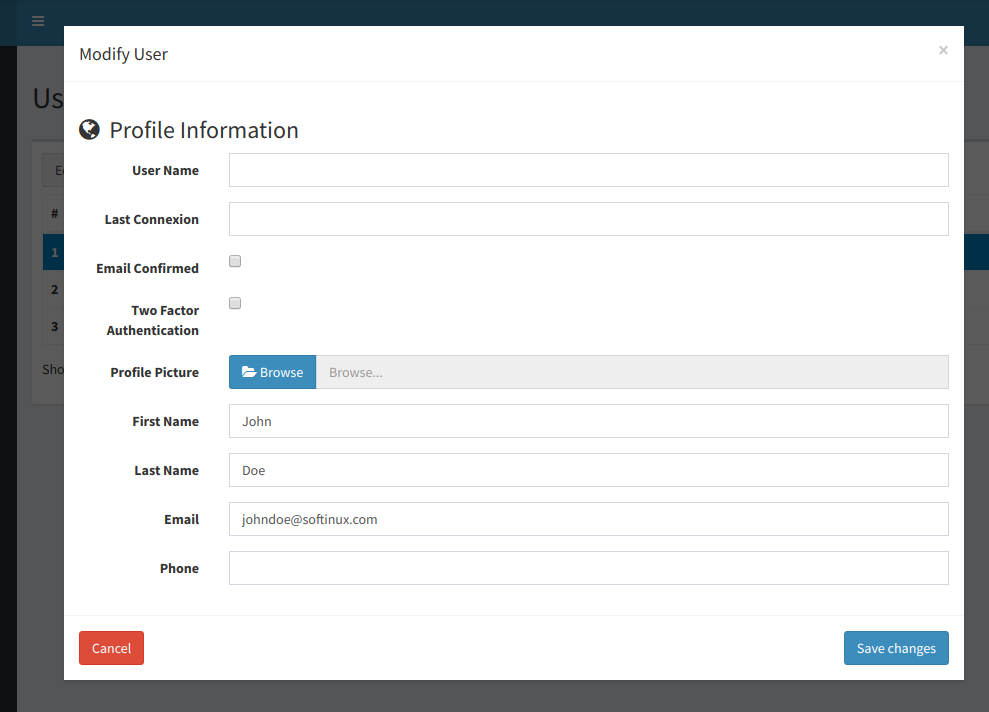 Modify User
×
Us
Profile Information
User Name
Last Connexion
#
1
Email Confirmed
2
Two Factor
Authentication
3
Sho
Profile Picture
Browse
Browse...
First Name
John
Last Name
Doe
Email
johndoe@softinux.com
Phone
Cancel
Save changes